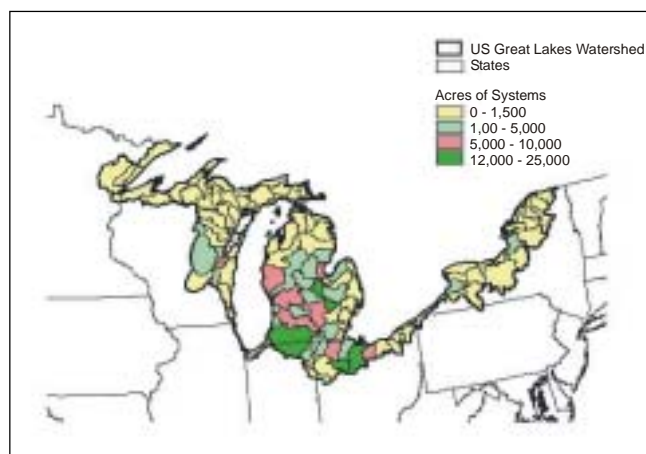 US Great Lakes Watershed
States
Acres of Systems
0 - 1,500
1,00 - 5,000
5,000 - 10,000
12,000 - 25,000